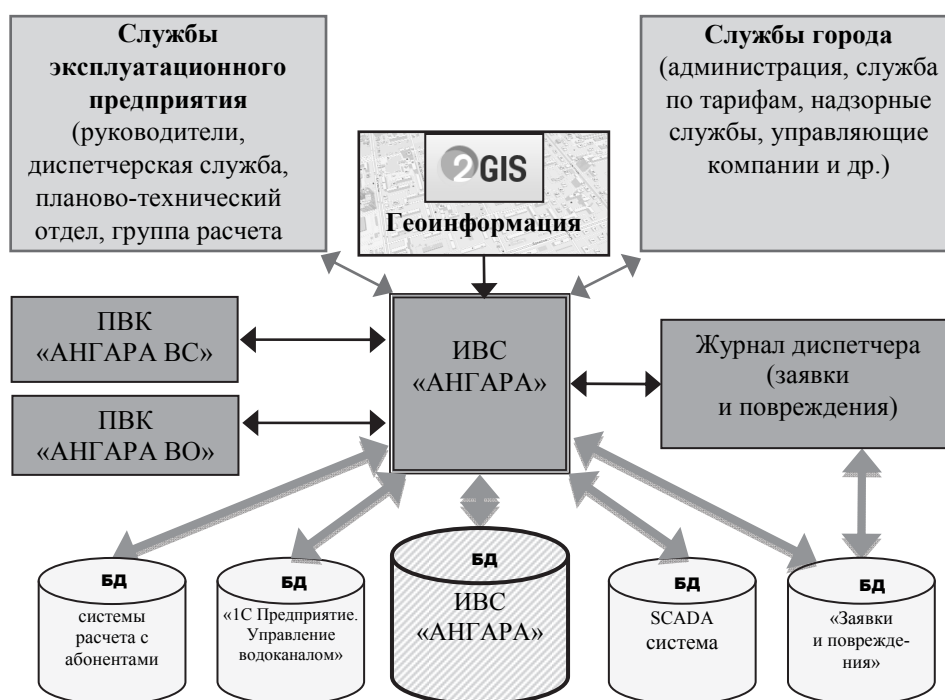 Службы
эксплуатационного
предприятия
(руководители,
диспетчерская служба,
планово-технический
отдел, группа расчета
Службы города
(администрация, служба
по тарифам, надзорные
службы, управляющие
компании и др.)
2GIS
Геоинформация
ПВК
«АНГАРА ВС»
ПВК
«АНГАРА ВО»
ИВС
«АНГАРА»
Журнал диспетчера
(заявки
и повреждения)
БД
системы
расчета с
абонентами
БД
«1С Предприятие.
Управление
водоканалом»
БД
ИВС
«АНГАРА»
БД
SCADA
система
БД
«Заявки
и поврежде-
ния»